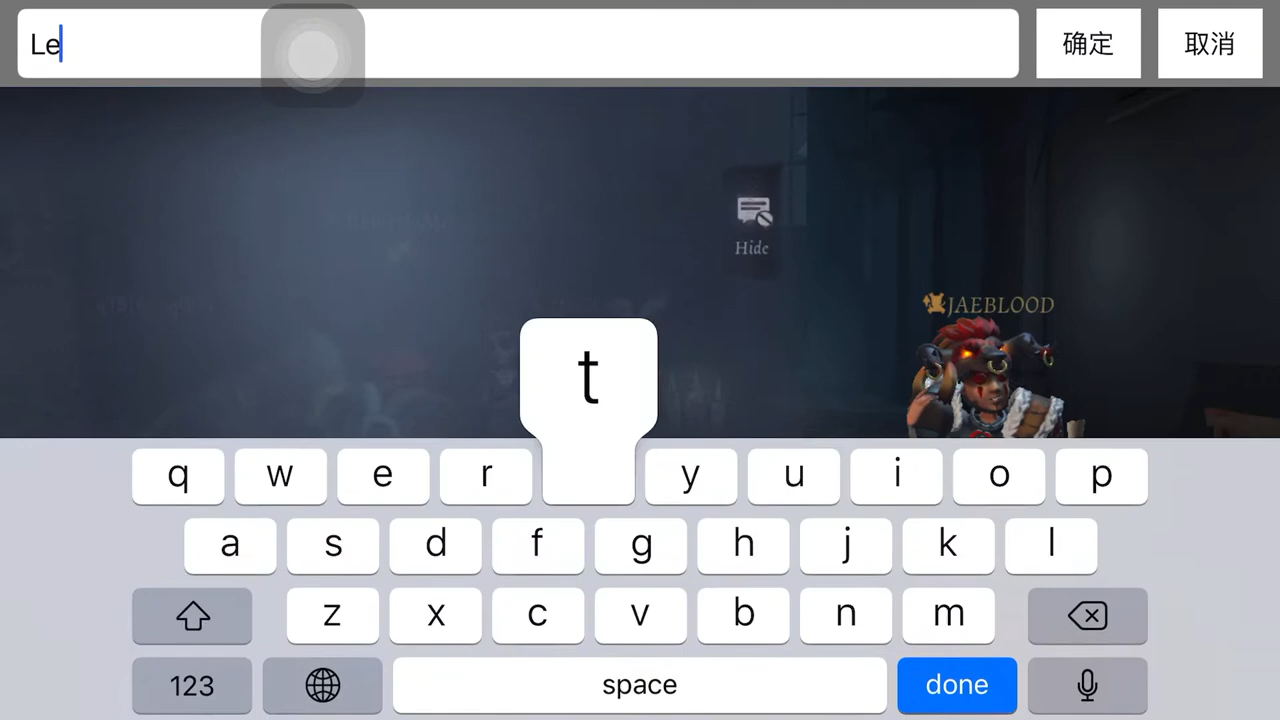 Le
确定
取消
Hide
JAEBLOOD
t
q w e r y u i o p
a s d f g h j k l
z x c v b n m
123 space done